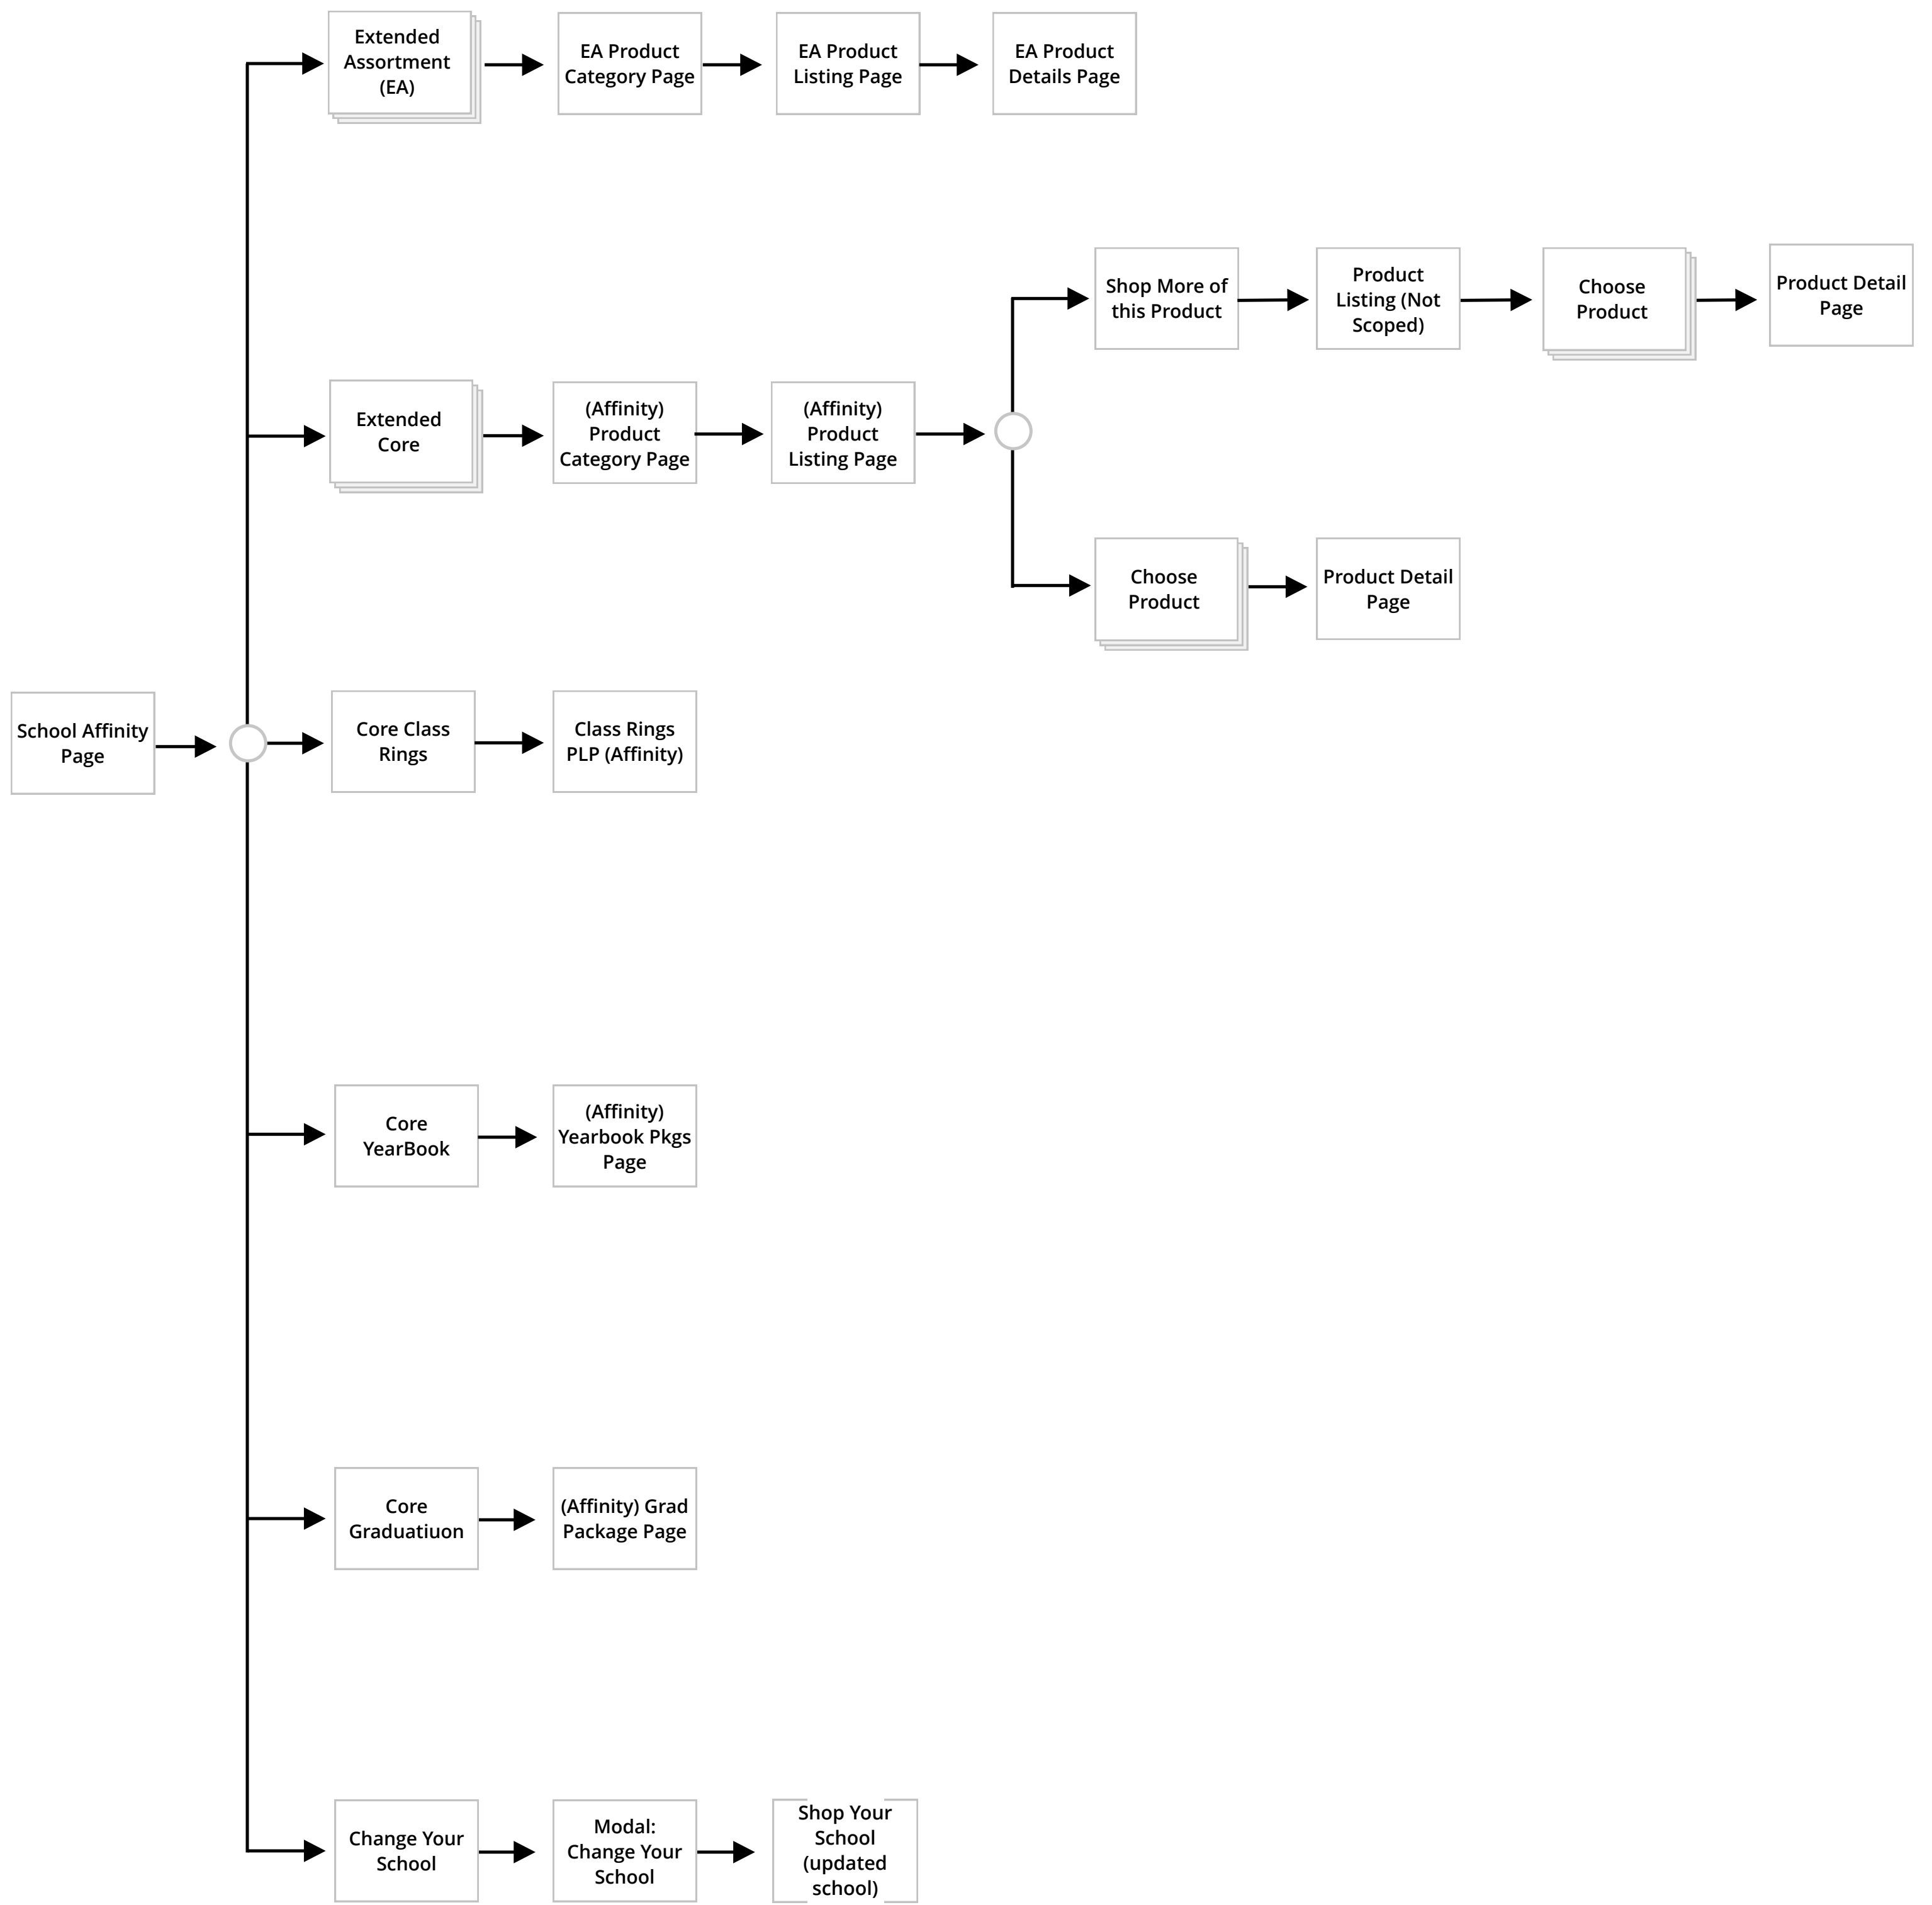 Extended
Assortment
(EA)
EA Product
Category Page
EA Product
Listing Page
EA Product
Details Page
Shop More of
this Product
Product
Listing (Not
Scoped)
Choose
Product
Product Detail
Page
Extended
Core
(Affinity)
Product
Category Page
(Affinity)
Product
Listing Page
Choose
Product
Product Detail
Page
School Affinity
Page
Core Class
Rings
Class Rings
PLP (Affinity)
Core
YearBook
(Affinity)
Yearbook Pkgs
Page
Core
Graduatiuon
(Affinity) Grad
Package Page
Change Your
School
Modal:
Change Your
School
Shop Your
School
(updated
school)